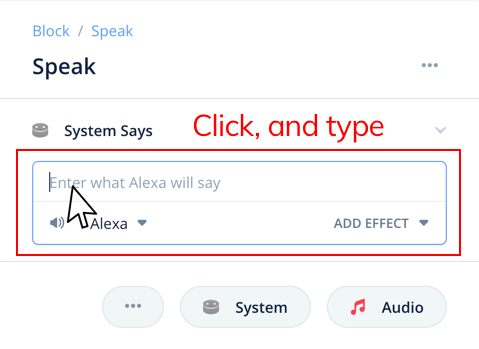 Block / Speak
Speak
System Says
Click, and type
Enter what Alexa will say
Alexa
ADD EFFECT
System
Audio